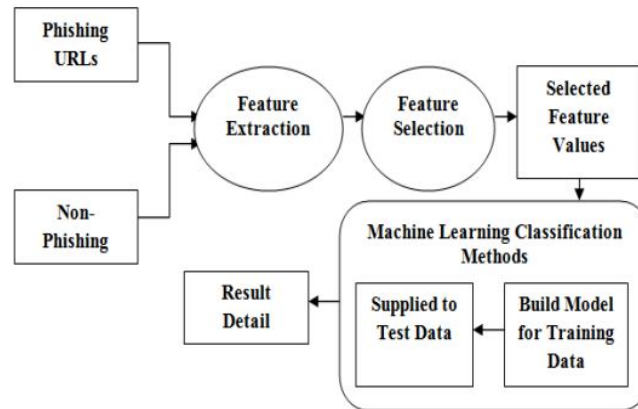 Phishing
URLs
Feature
Extraction
Feature
Selection
Selected
Feature
Values
Non-
Phishing
Machine Learning Classification
Methods
Result
Detail
Supplied to
Test Data
Build Model
for Training
Data